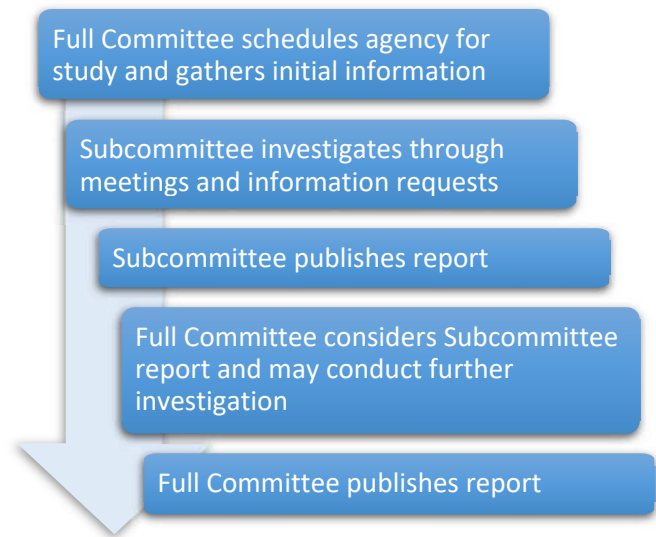 Full Committee schedules agency for
study and gathers initial information
Subcommittee investigates through
meetings and information requests
Subcommittee publishes report
Full Committee considers Subcommittee
report and may conduct further
investigation
Full Committee publishes report